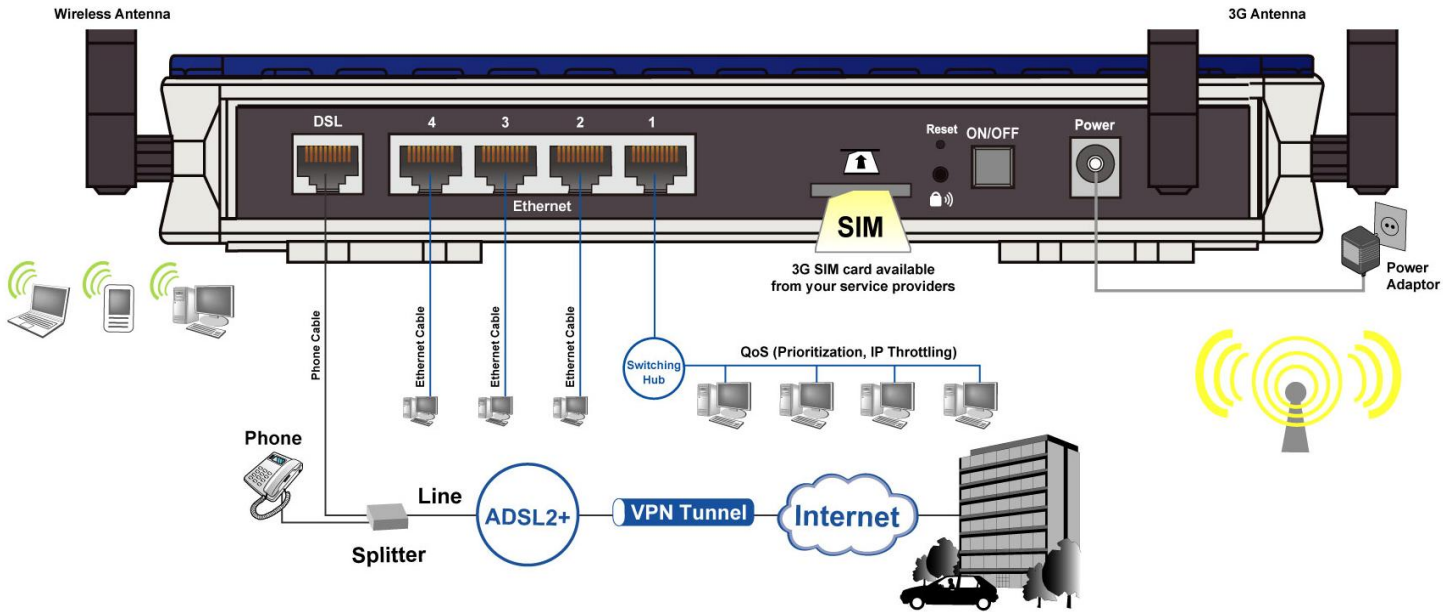 Wireless Antenna
3G Antenna
DSL
4
3
2
1
Ethernet
Reset
ON/OFF
Power
SIM
3G SIM card available
from your service providers
Power
Adaptor
Phone Cable
Ethernet Cable
Ethernet Cable
Ethernet Cable
Switching
Hub
QoS (Prioritization, IP Throttling)
Phone
Splitter
Line
ADSL2+
VPN Tunnel
Internet